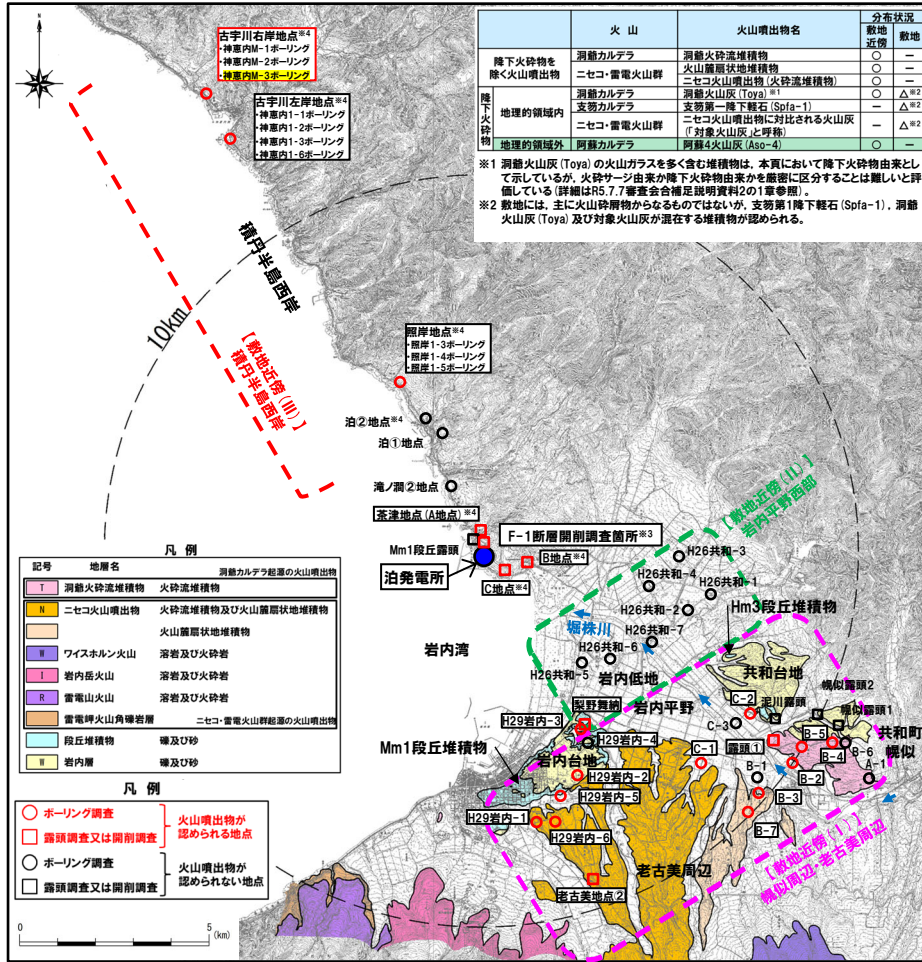 古宇川右岸地点※4
・神恵内M-1ボーリング
・神恵内M-2ボーリング
・神恵内M-3ボーリング
古宇川左岸地点※4
・神恵内1-1ボーリング
・神恵内1-2ボーリング
・神恵内1-3ボーリング
・神恵内1-6ボーリング
火 山
火山噴出物名
分布状況
敷地近傍
敷地
降下火砕物を除く火山噴出物
洞爺カルデラ
洞爺火砕流堆積物
○
−
ニセコ・雷電火山群
火山麓扇状地堆積物
○
−
ニセコ火山噴出物(火砕流堆積物)
○
−
降下火砕物
地理的領域内
洞爺カルデラ
洞爺火山灰(Toya)※1
○
△※2
支笏カルデラ
支笏第一降下軽石(Spfa-1)
−
△※2
ニセコ・雷電火山群
ニセコ火山噴出物に対比される火山灰
(「対象火山灰」と呼称)
−
△※2
地理的領域外
阿蘇カルデラ
阿蘇4火山灰(Aso-4)
○
−
※1 洞爺火山灰(Toya)の火山ガラスを多く含む堆積物は、本頁において降下火砕物由来とし
て示しているが、火砕サージ由来か降下火砕物由来かを厳密に区分することは難しいと評
価している(詳細はR5.7.7審査会合補足説明資料2の1章参照)。
※2 敷地には、主に火山砕屑物からなるものではないが、支笏第1降下軽石(Spfa-1)、洞爺
火山灰(Toya)及び対象火山灰が混在する堆積物が認められる。
積丹半島西岸
10km
【敷地近傍(Ⅲ)】
積丹半島西岸
照岸地点※4
・照岸1-3ボーリング
・照岸1-4ボーリング
・照岸1-5ボーリング
泊②地点※4
泊①地点
滝ノ澗②地点
茶津地点(A地点)※4
F-1断層開削調査箇所※3
Mm1段丘露頭
泊発電所
B地点※4
C地点※4
【敷地近傍(Ⅱ)】
岩内平野西部
H26共和-3
H26共和-4
H26共和-1
H26共和-2
Hm3段丘堆積物
堀株川
H26共和-7
H26共和-6
H26共和-5
岩内湾
岩内低地
共和台地
幌似露頭2
幌似露頭1
梨野舞納
岩内平野
C-2
泥川露頭
H29岩内-3
C-3
B-5
共和町
幌似
H29岩内-4
B-4
B-6
Mm1段丘堆積物
岩内台地
C-1
露頭①
A-1
H29岩内-2
B-1
B-2
H29岩内-5
B-3
H29岩内-1
H29岩内-6
B-7
老古美周辺
老古美地点②
【敷地近傍(Ⅰ)】
幌似周辺・老古美周辺
凡 例
記号
地層名
洞爺カルデラ起源の火山噴出物
T
洞爺火砕流堆積物
火砕流堆積物
N
ニセコ火山噴出物
火砕流堆積物及び火山麓扇状地堆積物
火山麓扇状地堆積物
W
ワイスホルン火山
溶岩及び火砕岩
I
岩内岳火山
溶岩及び火砕岩
R
雷電山火山
溶岩及び火砕岩
雷電岬火山角礫岩層
ニセコ・雷電火山群起源の火山噴出物
段丘堆積物
礫及び砂
W
岩内層
礫及び砂
凡 例
ボーリング調査
露頭調査又は開削調査
火山噴出物が
認められる地点
ボーリング調査
露頭調査又は開削調査
火山噴出物が
認められない地点
0
5
(km)